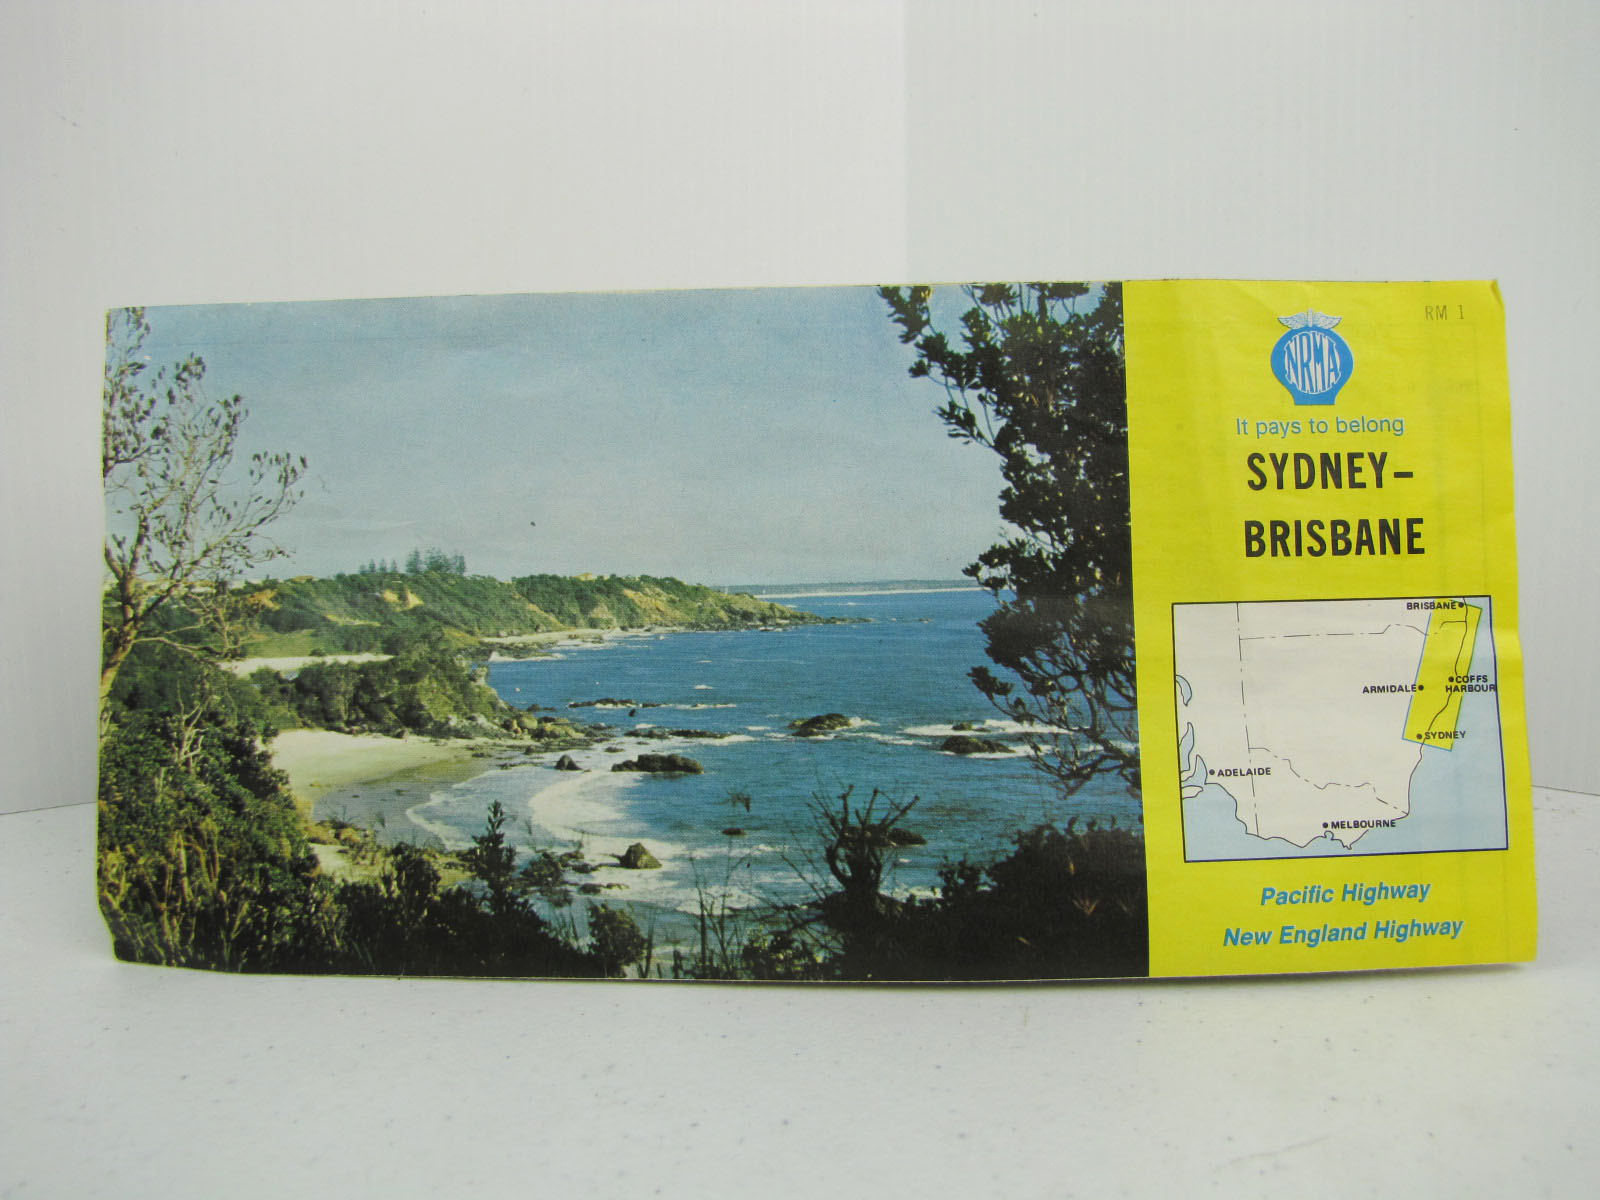 RM 1
NRMA
It pays to belong
SYDNEY–
BRISBANE
BRISBANE
COFFS
HARBOUR
ARMIDALE
SYDNEY
ADELAIDE
MELBOURNE
Pacific Highway
New England Highway